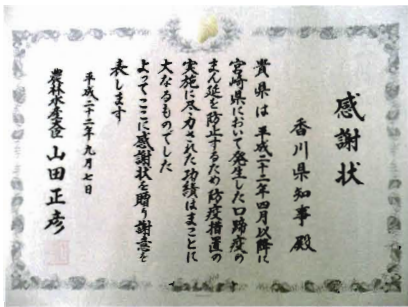 感謝状
香川県知事殿
貴県は平成二十二年四月以降に
宮崎県において発生した口蹄疫の
まん延を防止するため防疫措置の
実施に尽力された功績はまことに
大なるものでした
よってここに感謝状を贈り謝意を
表します
平成二十二年九月七日
農林水産大臣 山田正彦